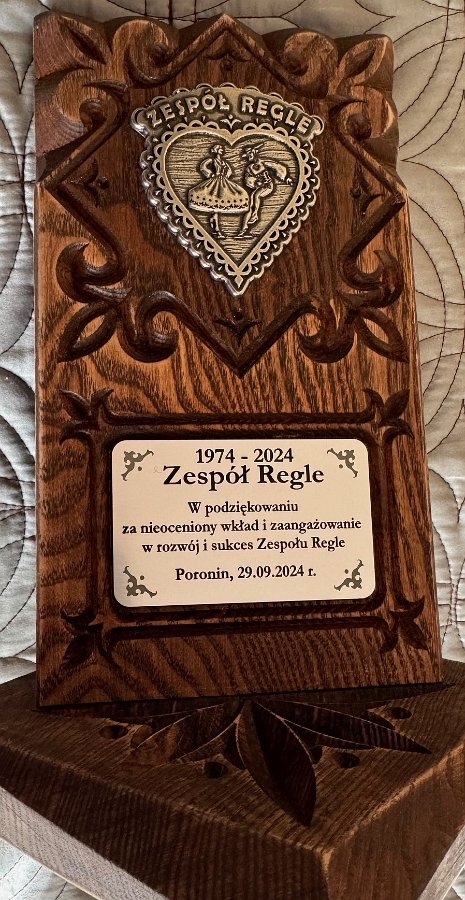 ZESPÓŁ REGLE
1974 - 2024
Zespół Regle
W podziękowaniu
za nieoceniony wkład i zaangażowanie
w rozwój i sukces Zespołu Regle
Poronin, 29.09.2024 r.